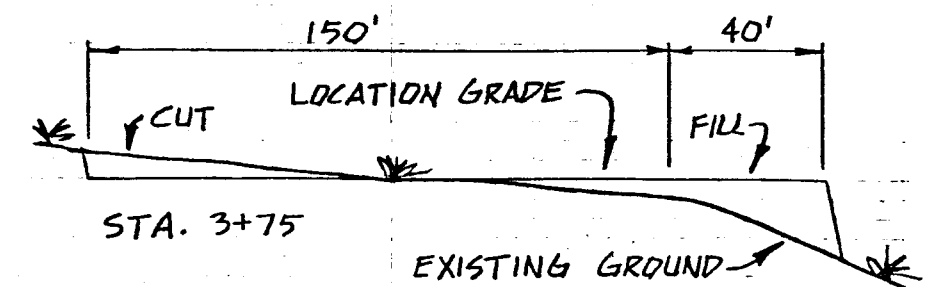 150'
40'
LOCATION GRADE
CUT
FILL
STA. 3+75
EXISTING GROUND